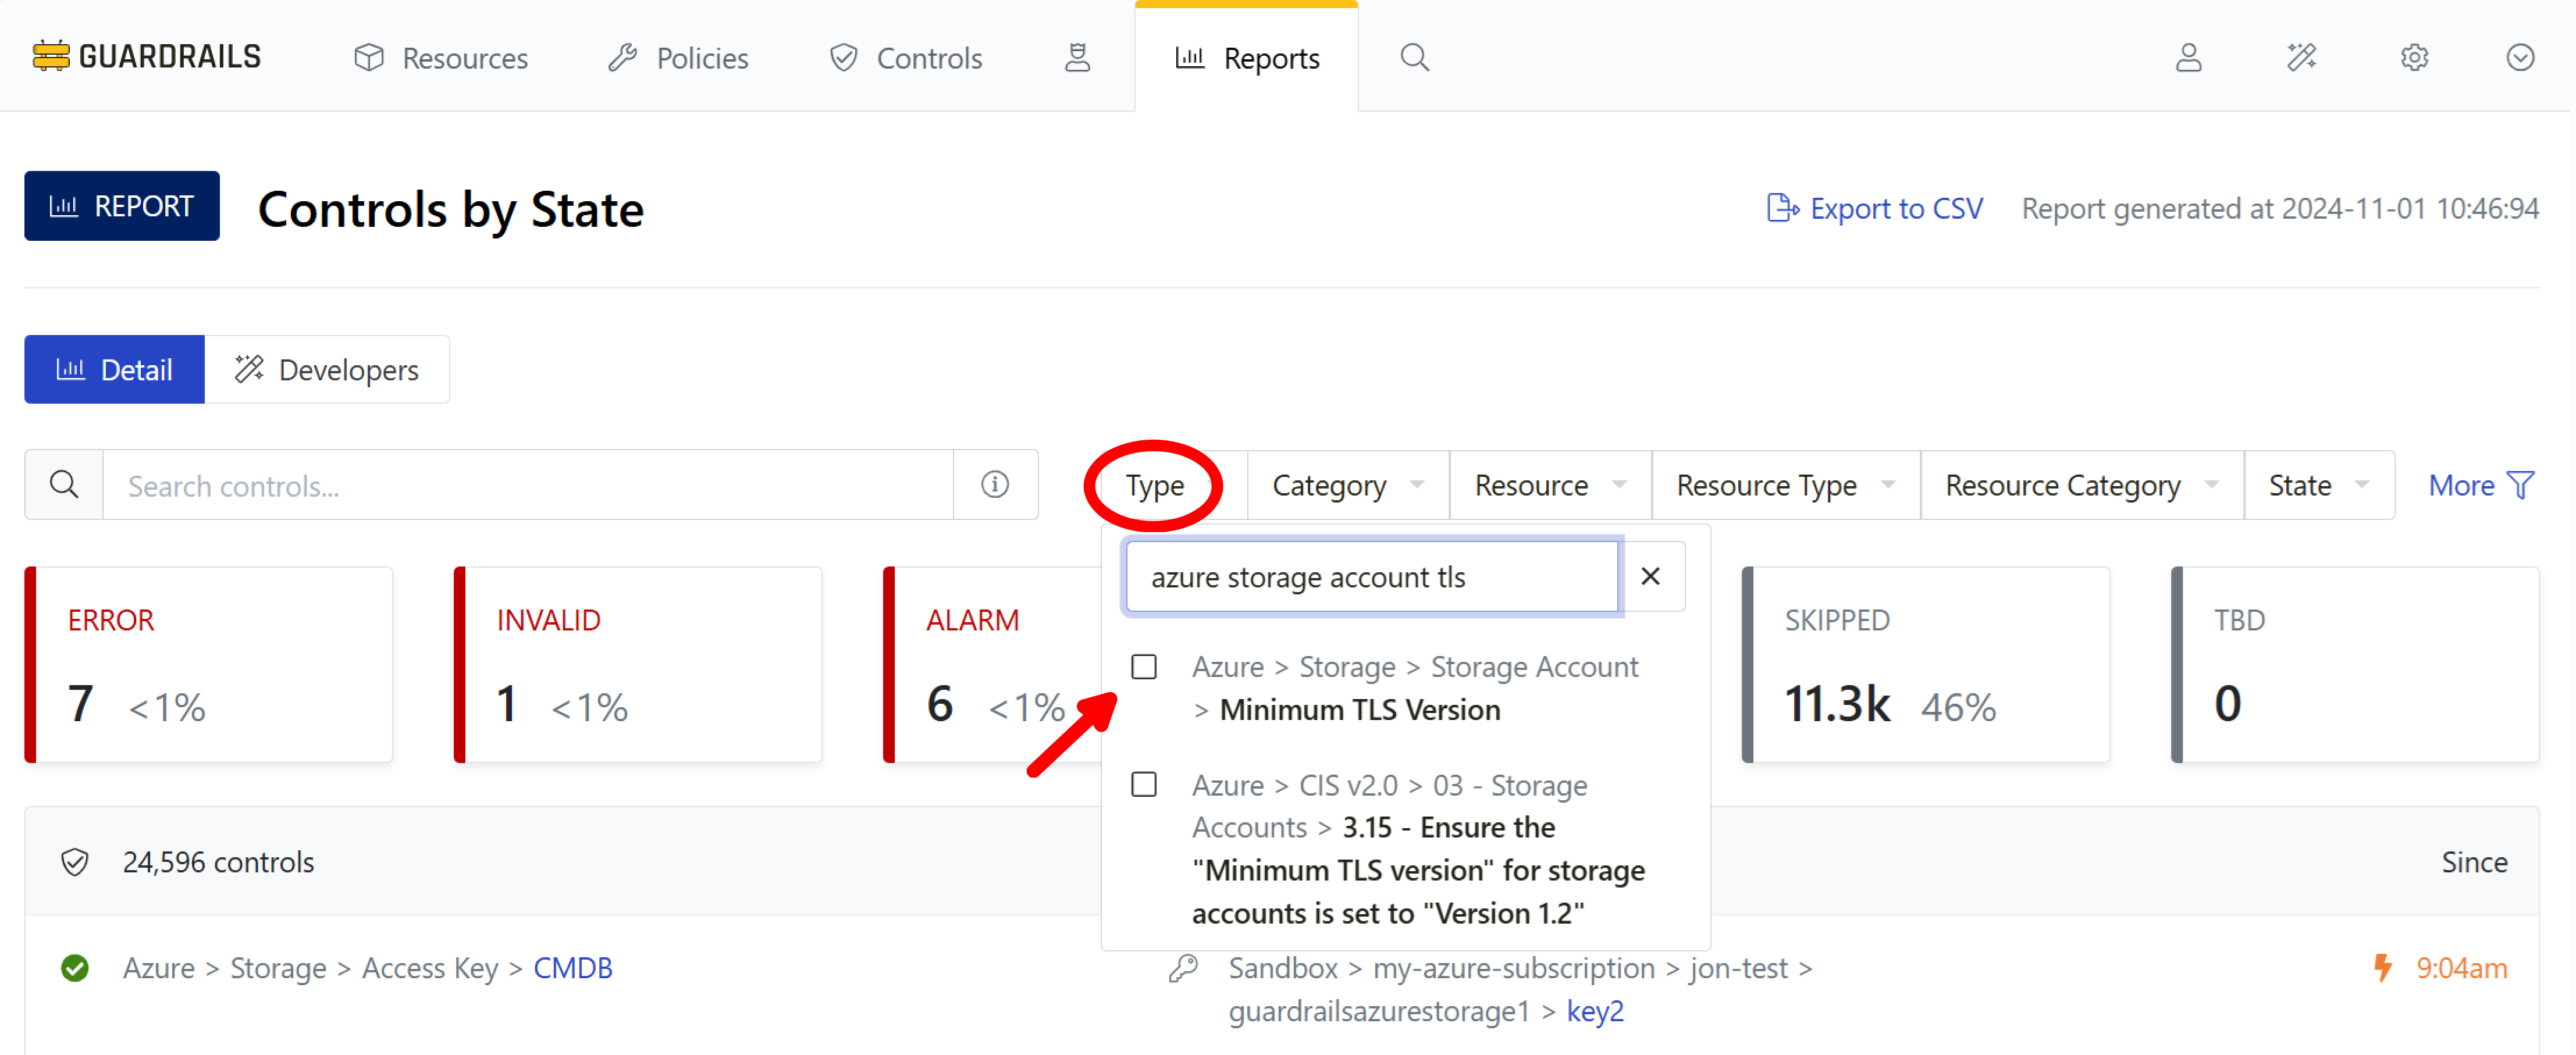 GUARDRAILS Resources Policies Controls Reports
REPORT Controls by State Export to CSV Report generated at 2024-11-01 10:46:94
Detail Developers
Search controls... Type Category Resource Resource Type Resource Category State More
azure storage account tls
ERROR INVALID ALARM SKIPPED TBD
7 <1% 1 <1% 6 <1% 11.3k 46% 0
Azure > Storage > Storage Account
> Minimum TLS Version
Azure > CIS v2.0 > 03 - Storage
Accounts > 3.15 - Ensure the
"Minimum TLS version" for storage
accounts is set to "Version 1.2"
24,596 controls Since
Azure > Storage > Access Key > CMDB Sandbox > my-azure-subscription > jon-test > 9:04am
guardrailsazurestorage1 > key2